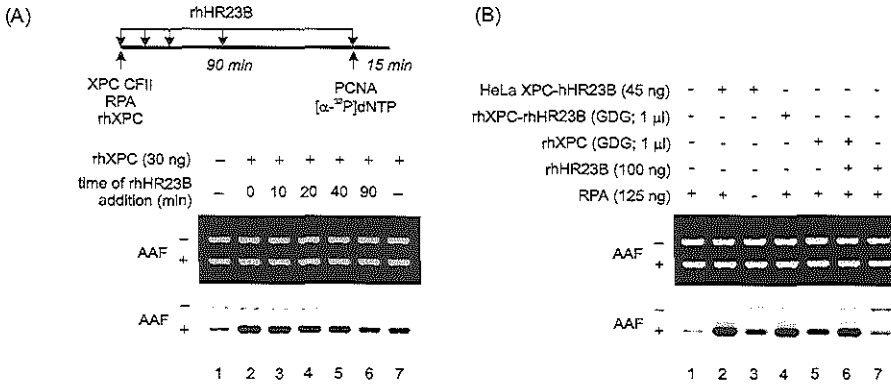 (A)
rhHR23B
90 min
15 min
XPC CFII
RPA
rhXPC
PCNA
[α-³²P]dNTP
rhXPC (30 ng) – + + + + + +
time of rhHR23B
addition (min) – 0 10 20 40 90 –
AAF –
+
AAF –
+
1 2 3 4 5 6 7
(B)
HeLa XPC-hHR23B (45 ng) - + + - - - -
rhXPC-rhHR23B (GDG; 1 µl) - - - + - - -
rhXPC (GDG; 1 µl) - - - - + + -
rhHR23B (100 ng) - - - - - + +
RPA (125 ng) + + - + + + +
AAF –
+
AAF –
+
1 2 3 4 5 6 7